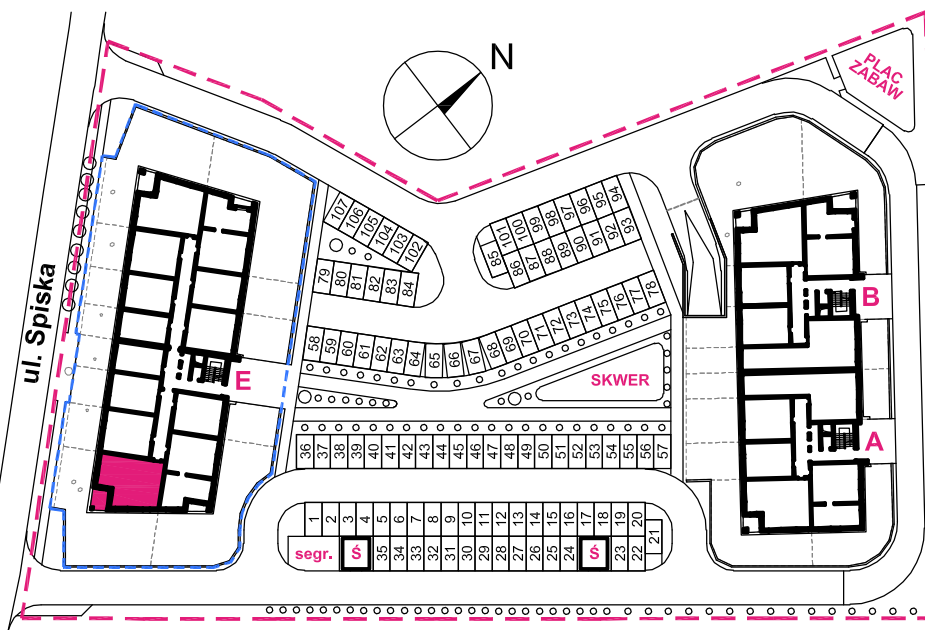 N
PLAC
ZABAW
ul. Spiska
107
106
105
104
103
102
79 80 81 82 83 84
101 100 99 98 97 96 95 94
85 86 87 88 89 90 91 92 93
58 59 60 61 62 63 64 65 66 67 68 69 70 71 72 73 74 75 76 77 78
B
E
SKWER
A
36 37 38 39 40 41 42 43 44 45 46 47 48 49 50 51 52 53 54 55 56 57
1 2 3 4 5 6 7 8 9 10 11 12 13 14 15 16 17 18 19 20
21
segr. Ś 35 34 33 32 31 30 29 28 27 26 25 24 Ś 23 22